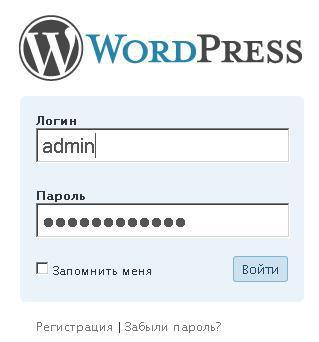 WORDPRESS
Логин
admin
Пароль
●●●●●●●●●●●●
Запомнить меня
Войти
Регистрация | Забыли пароль?